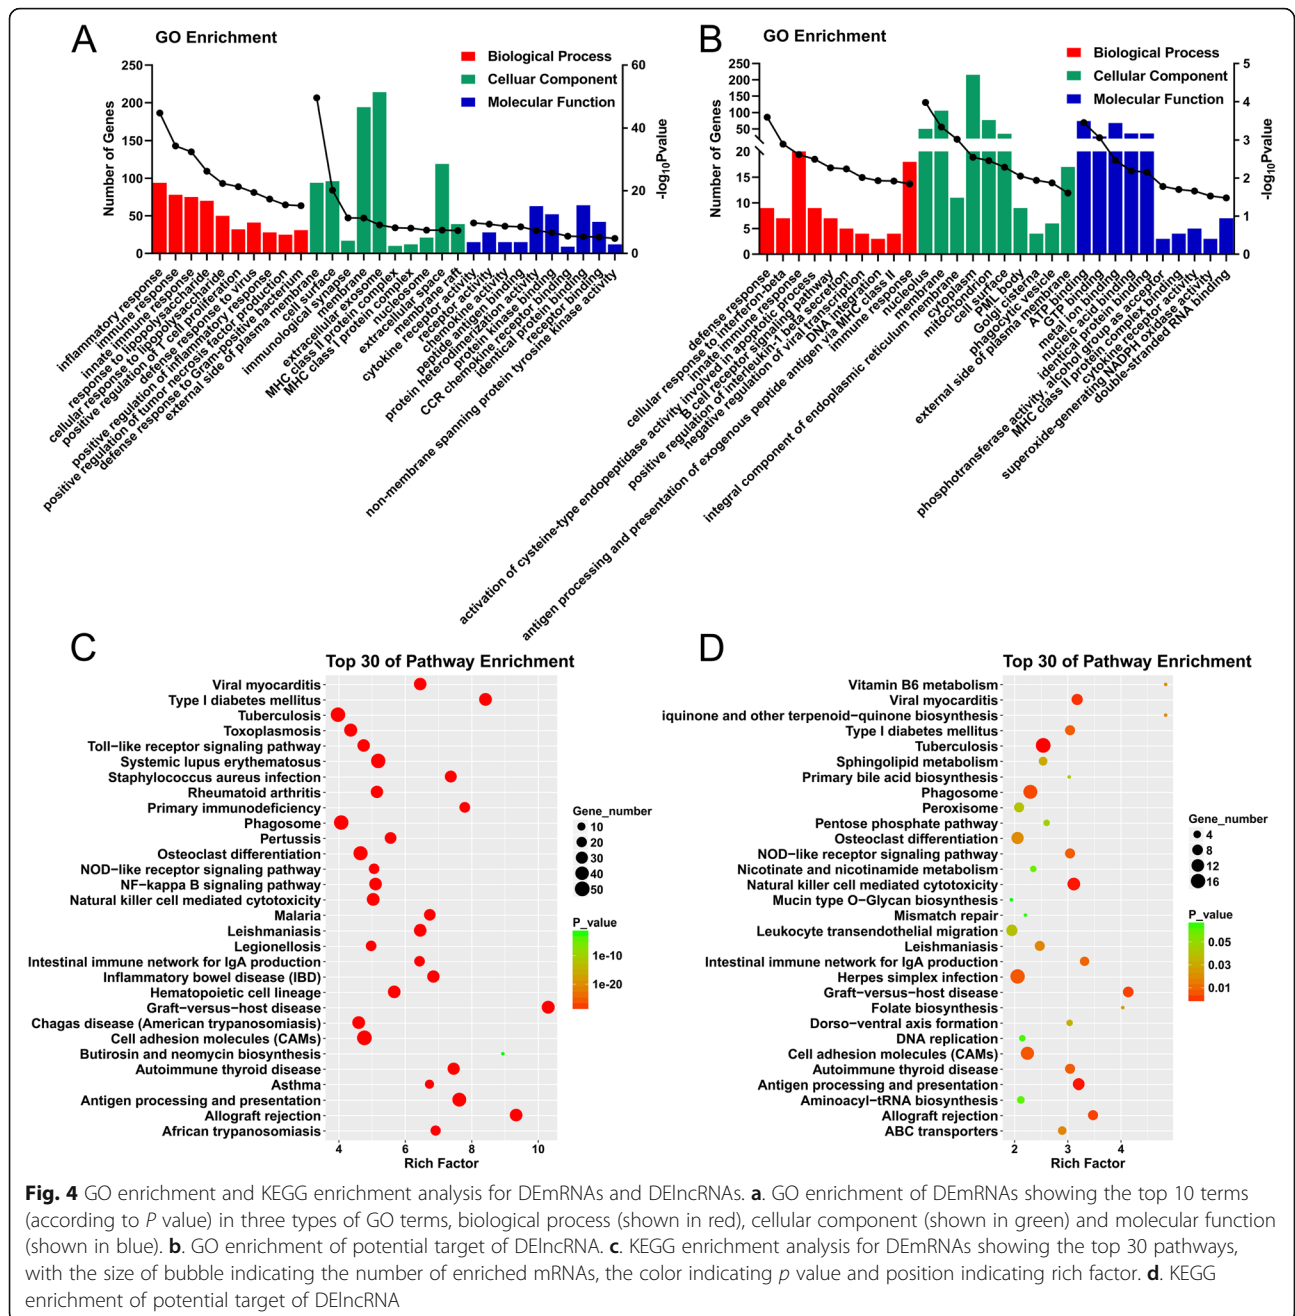 A
GO Enrichment
Biological Process
Celluar Component
Molecular Function
Number of Genes
250
200
150
100
50
0
60
40
20
0
-log10Pvalue
inflammatory response
immune response
innate immune response
response to lipopolysaccharide
cellular response to lipopolysaccharide
positive regulation of T cell proliferation
defense response to virus
positive regulation of inflammatory response
positive regulation of tumor necrosis factor production
defense response to Gram-positive bacterium
external side of plasma membrane
cell surface
immunological synapse
membrane
extracellular exosome
MHC class II protein complex
MHC class I protein complex
nucleosome
extracellular space
membrane raft
cytokine receptor activity
receptor activity
chemokine activity
peptide antigen binding
protein heterodimerization activity
protein kinase binding
CCR chemokine receptor binding
identical protein binding
receptor binding
non-membrane spanning protein tyrosine kinase activity
B
GO Enrichment
Biological Process
Cellular Component
Molecular Function
Number of Genes
250
200
150
100
50
20
15
10
5
0
5
4
3
2
1
0
-log10Pvalue
defense response
cellular response to interferon-beta
innate immune response
activation of cysteine-type endopeptidase activity involved in apoptotic process
B cell receptor signaling pathway
positive regulation of interleukin-1 beta secretion
negative regulation of viral transcription
DNA integration
antigen processing and presentation of exogenous peptide antigen via MHC class II
immune response
nucleolus
membrane
integral component of endoplasmic reticulum membrane
cytoplasm
mitochondrion
cell surface
PML body
Golgi cisterna
phagocytic vesicle
external side of plasma membrane
ATP binding
GTP binding
metal ion binding
nucleic acid binding
identical protein binding
phosphotransferase activity, alcohol group as acceptor
MHC class II protein complex binding
cytokine receptor activity
superoxide-generating NADPH oxidase activity
duble-stranded RNA binding
C
Top 30 of Pathway Enrichment
Viral myocarditis
Type I diabetes mellitus
Tuberculosis
Toxoplasmosis
Toll−like receptor signaling pathway
Systemic lupus erythematosus
Staphylococcus aureus infection
Rheumatoid arthritis
Primary immunodeficiency
Phagosome
Pertussis
Osteoclast differentiation
NOD−like receptor signaling pathway
NF−kappa B signaling pathway
Natural killer cell mediated cytotoxicity
Malaria
Leishmaniasis
Legionellosis
Intestinal immune network for IgA production
Inflammatory bowel disease (IBD)
Hematopoietic cell lineage
Graft−versus−host disease
Chagas disease (American trypanosomiasis)
Cell adhesion molecules (CAMs)
Butirosin and neomycin biosynthesis
Autoimmune thyroid disease
Asthma
Antigen processing and presentation
Allograft rejection
African trypanosomiasis
4 6 8 10
Rich Factor
Gene_number
10
20
30
40
50
P_value
1e-10
1e-20
D
Top 30 of Pathway Enrichment
Vitamin B6 metabolism
Viral myocarditis
iquinone and other terpenoid−quinone biosynthesis
Type I diabetes mellitus
Tuberculosis
Sphingolipid metabolism
Primary bile acid biosynthesis
Phagosome
Peroxisome
Pentose phosphate pathway
Osteoclast differentiation
NOD−like receptor signaling pathway
Nicotinate and nicotinamide metabolism
Natural killer cell mediated cytotoxicity
Mucin type O−Glycan biosynthesis
Mismatch repair
Leukocyte transendothelial migration
Leishmaniasis
Intestinal immune network for IgA production
Herpes simplex infection
Graft−versus−host disease
Folate biosynthesis
Dorso−ventral axis formation
DNA replication
Cell adhesion molecules (CAMs)
Autoimmune thyroid disease
Antigen processing and presentation
Aminoacyl−tRNA biosynthesis
Allograft rejection
ABC transporters
2 3 4
Rich Factor
Gene_number
4
8
12
16
P_value
0.05
0.03
0.01
Fig. 4 GO enrichment and KEGG enrichment analysis for DEmRNAs and DElncRNAs. a. GO enrichment of DEmRNAs showing the top 10 terms
(according to P value) in three types of GO terms, biological process (shown in red), cellular component (shown in green) and molecular function
(shown in blue). b. GO enrichment of potential target of DElncRNA. c. KEGG enrichment analysis for DEmRNAs showing the top 30 pathways,
with the size of bubble indicating the number of enriched mRNAs, the color indicating p value and position indicating rich factor. d. KEGG
enrichment of potential target of DElncRNA